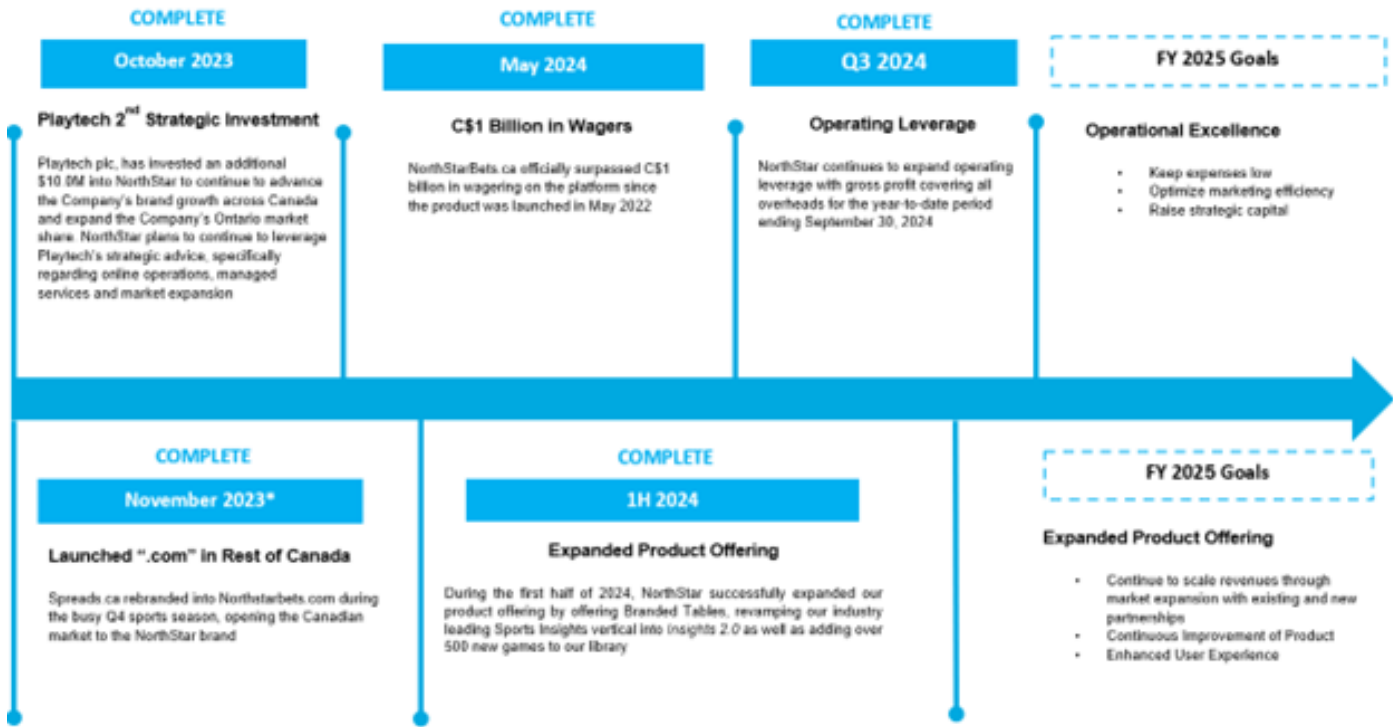 COMPLETE
October 2023
Playtech 2nd Strategic Investment
Playtech plc, has invested an additional
$10.0M into NorthStar to continue to advance
the Company's brand growth across Canada
and expand the Company's Ontario market
share. NorthStar plans to continue to leverage
Playtech's strategic advice, specifically
regarding online operations, managed
services and market expansion
COMPLETE
May 2024
C$1 Billion in Wagers
NorthStarBets.ca officially surpassed C$1
billion in wagering on the platform since
the product was launched in May 2022
COMPLETE
Q3 2024
Operating Leverage
NorthStar continues to expand operating
leverage with gross profit covering all
overheads for the year-to-date period
ending September 30, 2024
FY 2025 Goals
Operational Excellence
• Keep expenses low
• Optimize marketing efficiency
• Raise strategic capital
COMPLETE
November 2023*
Launched “.com” in Rest of Canada
Spreads.ca rebranded into Northstarbets.com during
the busy Q4 sports season, opening the Canadian
market to the NorthStar brand
COMPLETE
1H 2024
Expanded Product Offering
During the first half of 2024, NorthStar successfully expanded our
product offering by offering Branded Tables, revamping our industry
leading Sports Insights vertical into Insights 2.0 as well as adding over
500 new games to our library
FY 2025 Goals
Expanded Product Offering
• Continue to scale revenues through
market expansion with existing and new
partnerships
• Continuous Improvement of Product
• Enhanced User Experience